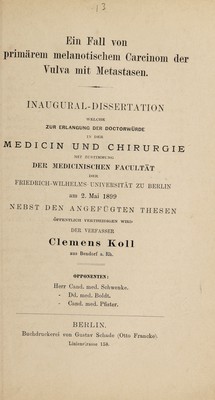 3
Ein Fall von
primärem melanotischem Carcinom der
Vulva mit Metastasen.
INAUGURAL-DISSERTATION
WELCHE
ZUR ERLANGUNG DER DOCTORWÜRDE
IN DER
MEDICIN UND CHIRURGIE
MIT ZUSTIMMUNG
DER MEDICINISCHEN FACULTÄT
DER
FRIEDRICH-WILHELMS UNIVERSITÄT ZU BERLIN
am 2. Mai 1899
NEBST DEN ANGEFÜGTEN THESEN
ÖFFENTLICH VERTHEIDIGEN WIRD
DER VERFASSER
Clemens Koll
aus Bendorf a. Rh.
OPPONENTEN:
Herr Cand. med. Schwenke.
- Dd. med. Boldt.
- Cand. med. Pfister.
BERLIN.
Buchdruckerei von Gustav Schade (Otto Francke)
Linienstrasse 158.